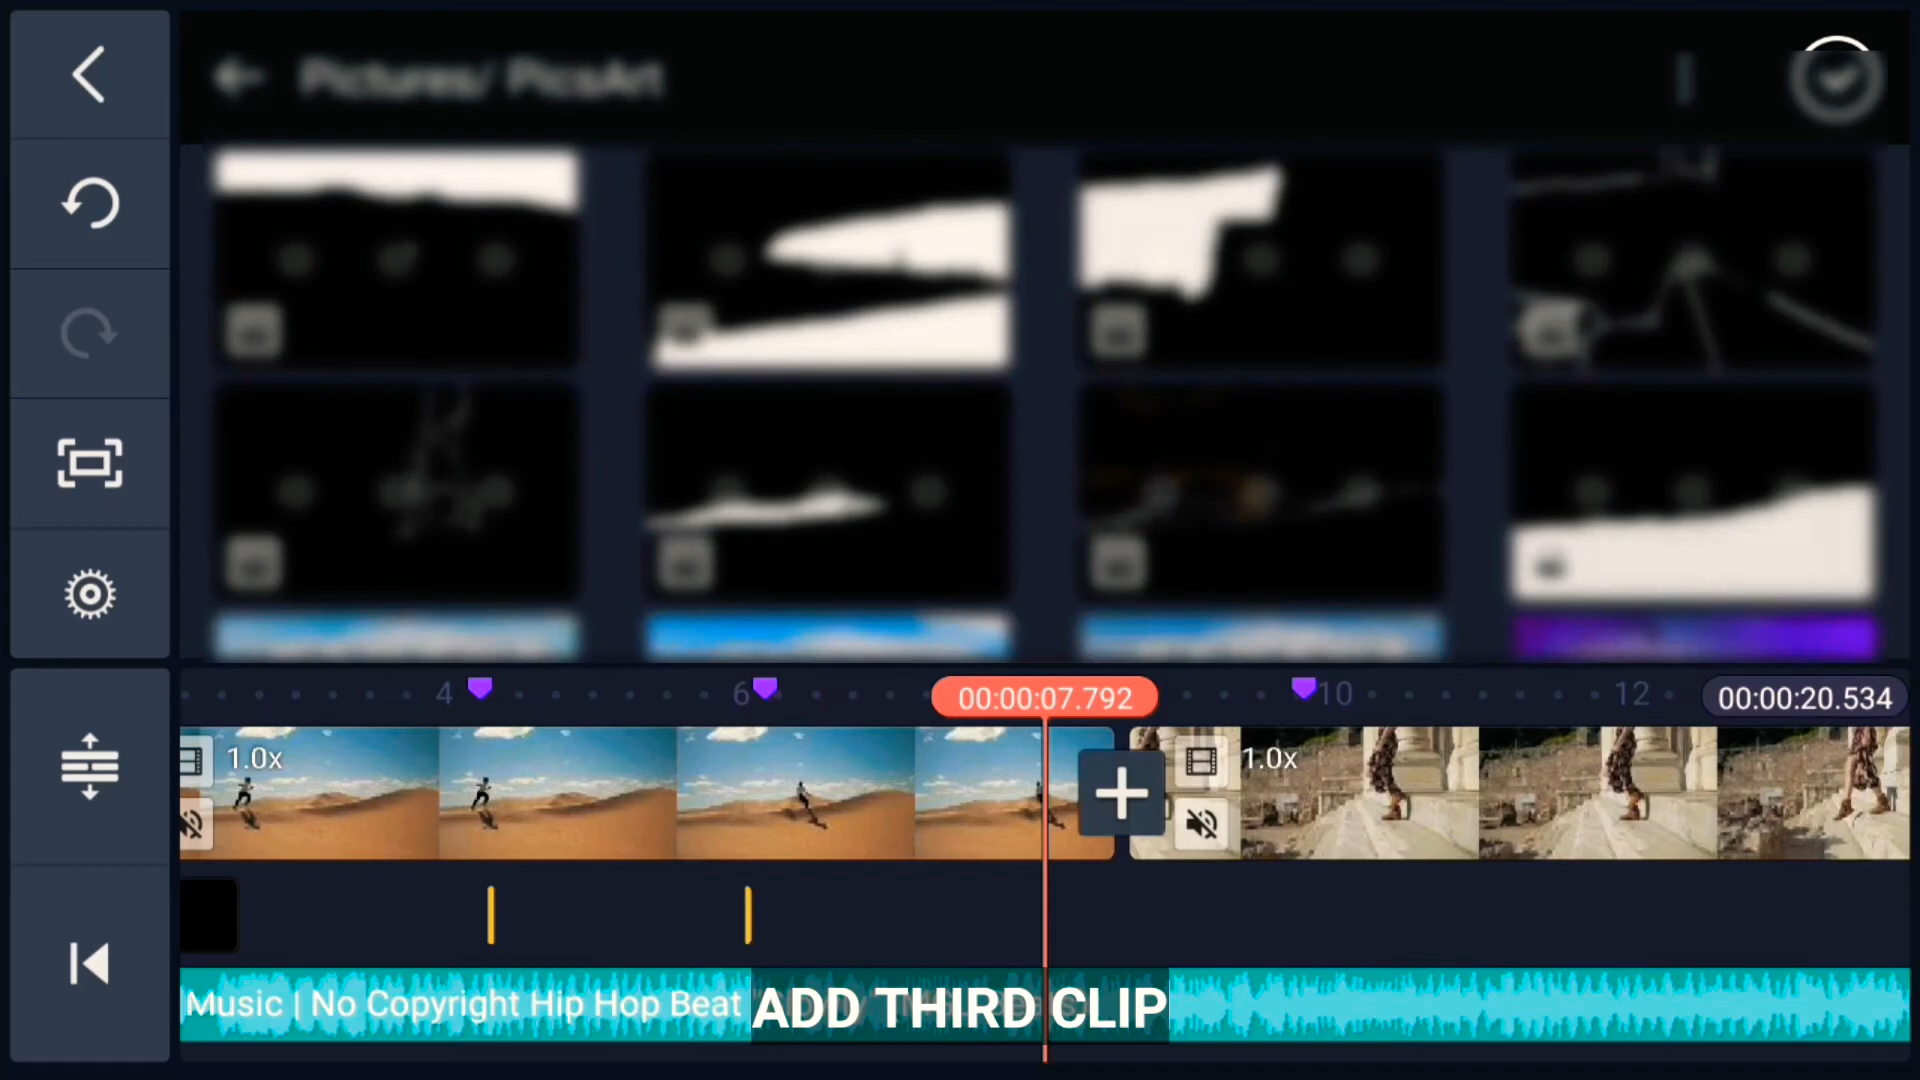 Pictures/ PicsArt
4
6
00:00:07.792
10
12
00:00:20.534
1.0x
1.0x
Music | No Copyright Hip Hop Beat
ADD THIRD CLIP